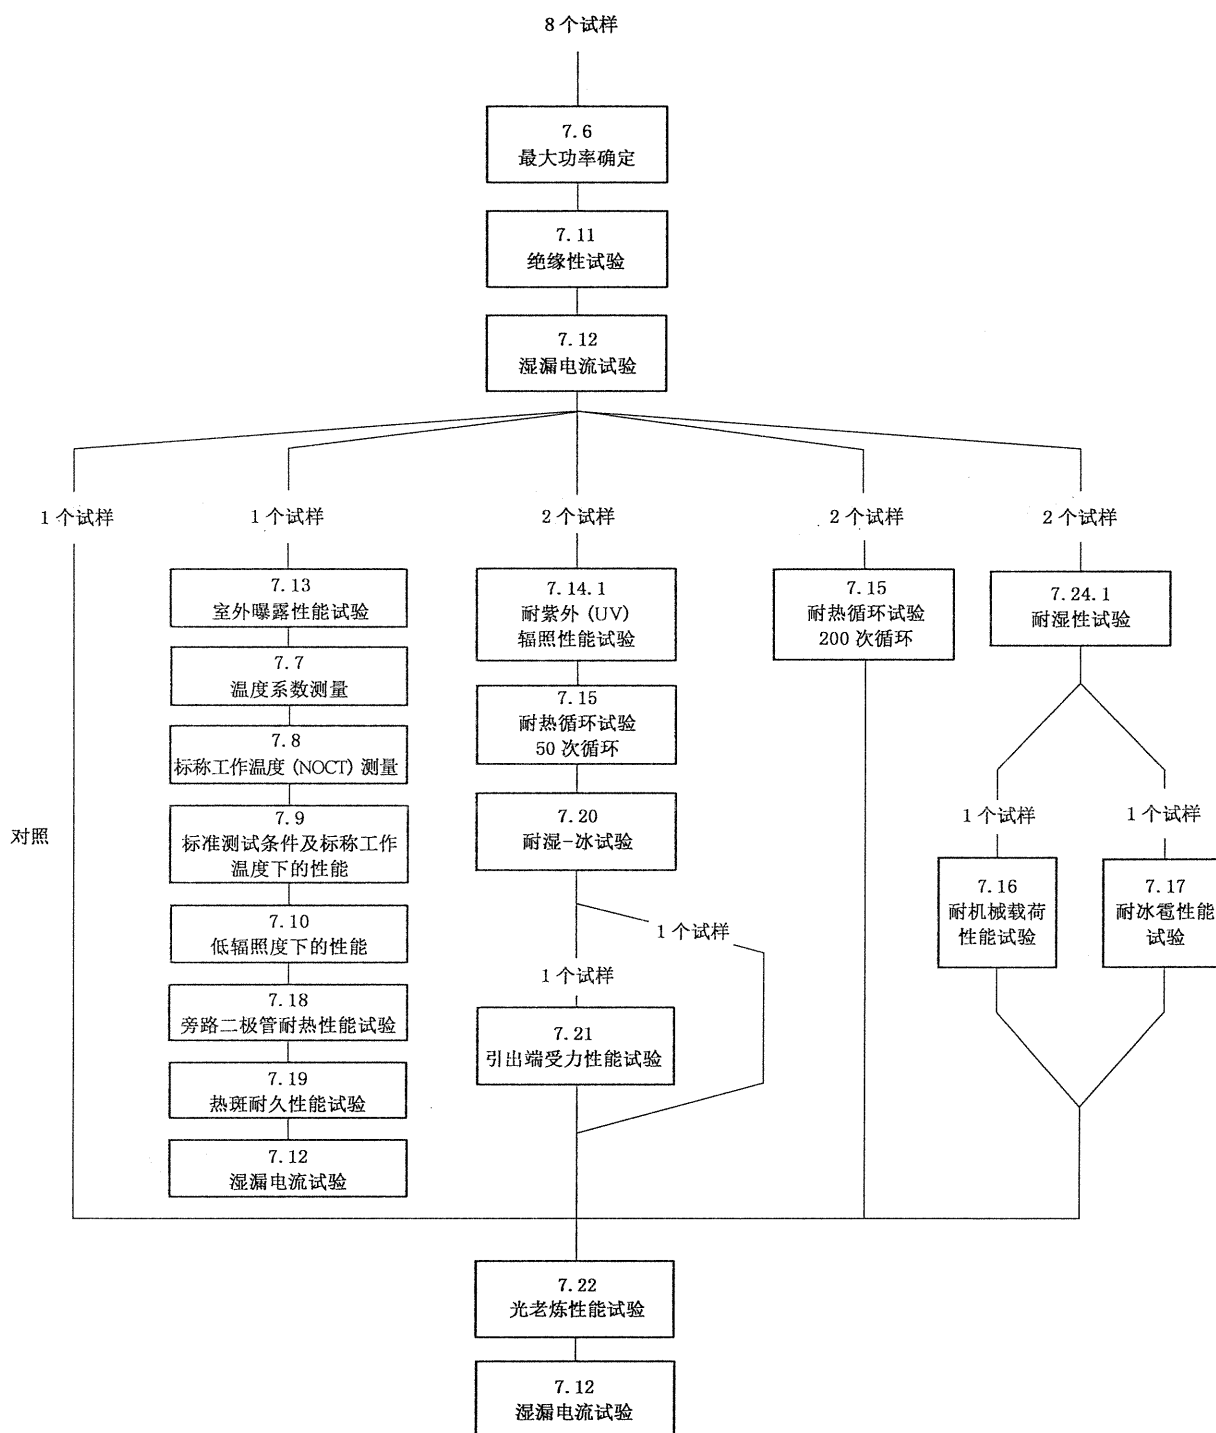 8 个试样
7.6
最大功率确定
7.11
绝缘性试验
7.12
湿漏电流试验
1 个试样
1 个试样
2 个试样
2 个试样
2 个试样
对照
7.13
室外曝露性能试验
7.7
温度系数测量
7.8
标称工作温度 (NOCT) 测量
7.9
标准测试条件及标称工作
温度下的性能
7.10
低辐照度下的性能
7.18
旁路二极管耐热性能试验
7.19
热斑耐久性能试验
7.12
湿漏电流试验
7.14.1
耐紫外 (UV)
辐照性能试验
7.15
耐热循环试验
50 次循环
7.20
耐湿-冰试验
1 个试样
1 个试样
7.21
引出端受力性能试验
7.15
耐热循环试验
200 次循环
7.24.1
耐湿性试验
1 个试样
1 个试样
7.16
耐机械载荷
性能试验
7.17
耐冰雹性能
试验
7.22
光老炼性能试验
7.12
湿漏电流试验